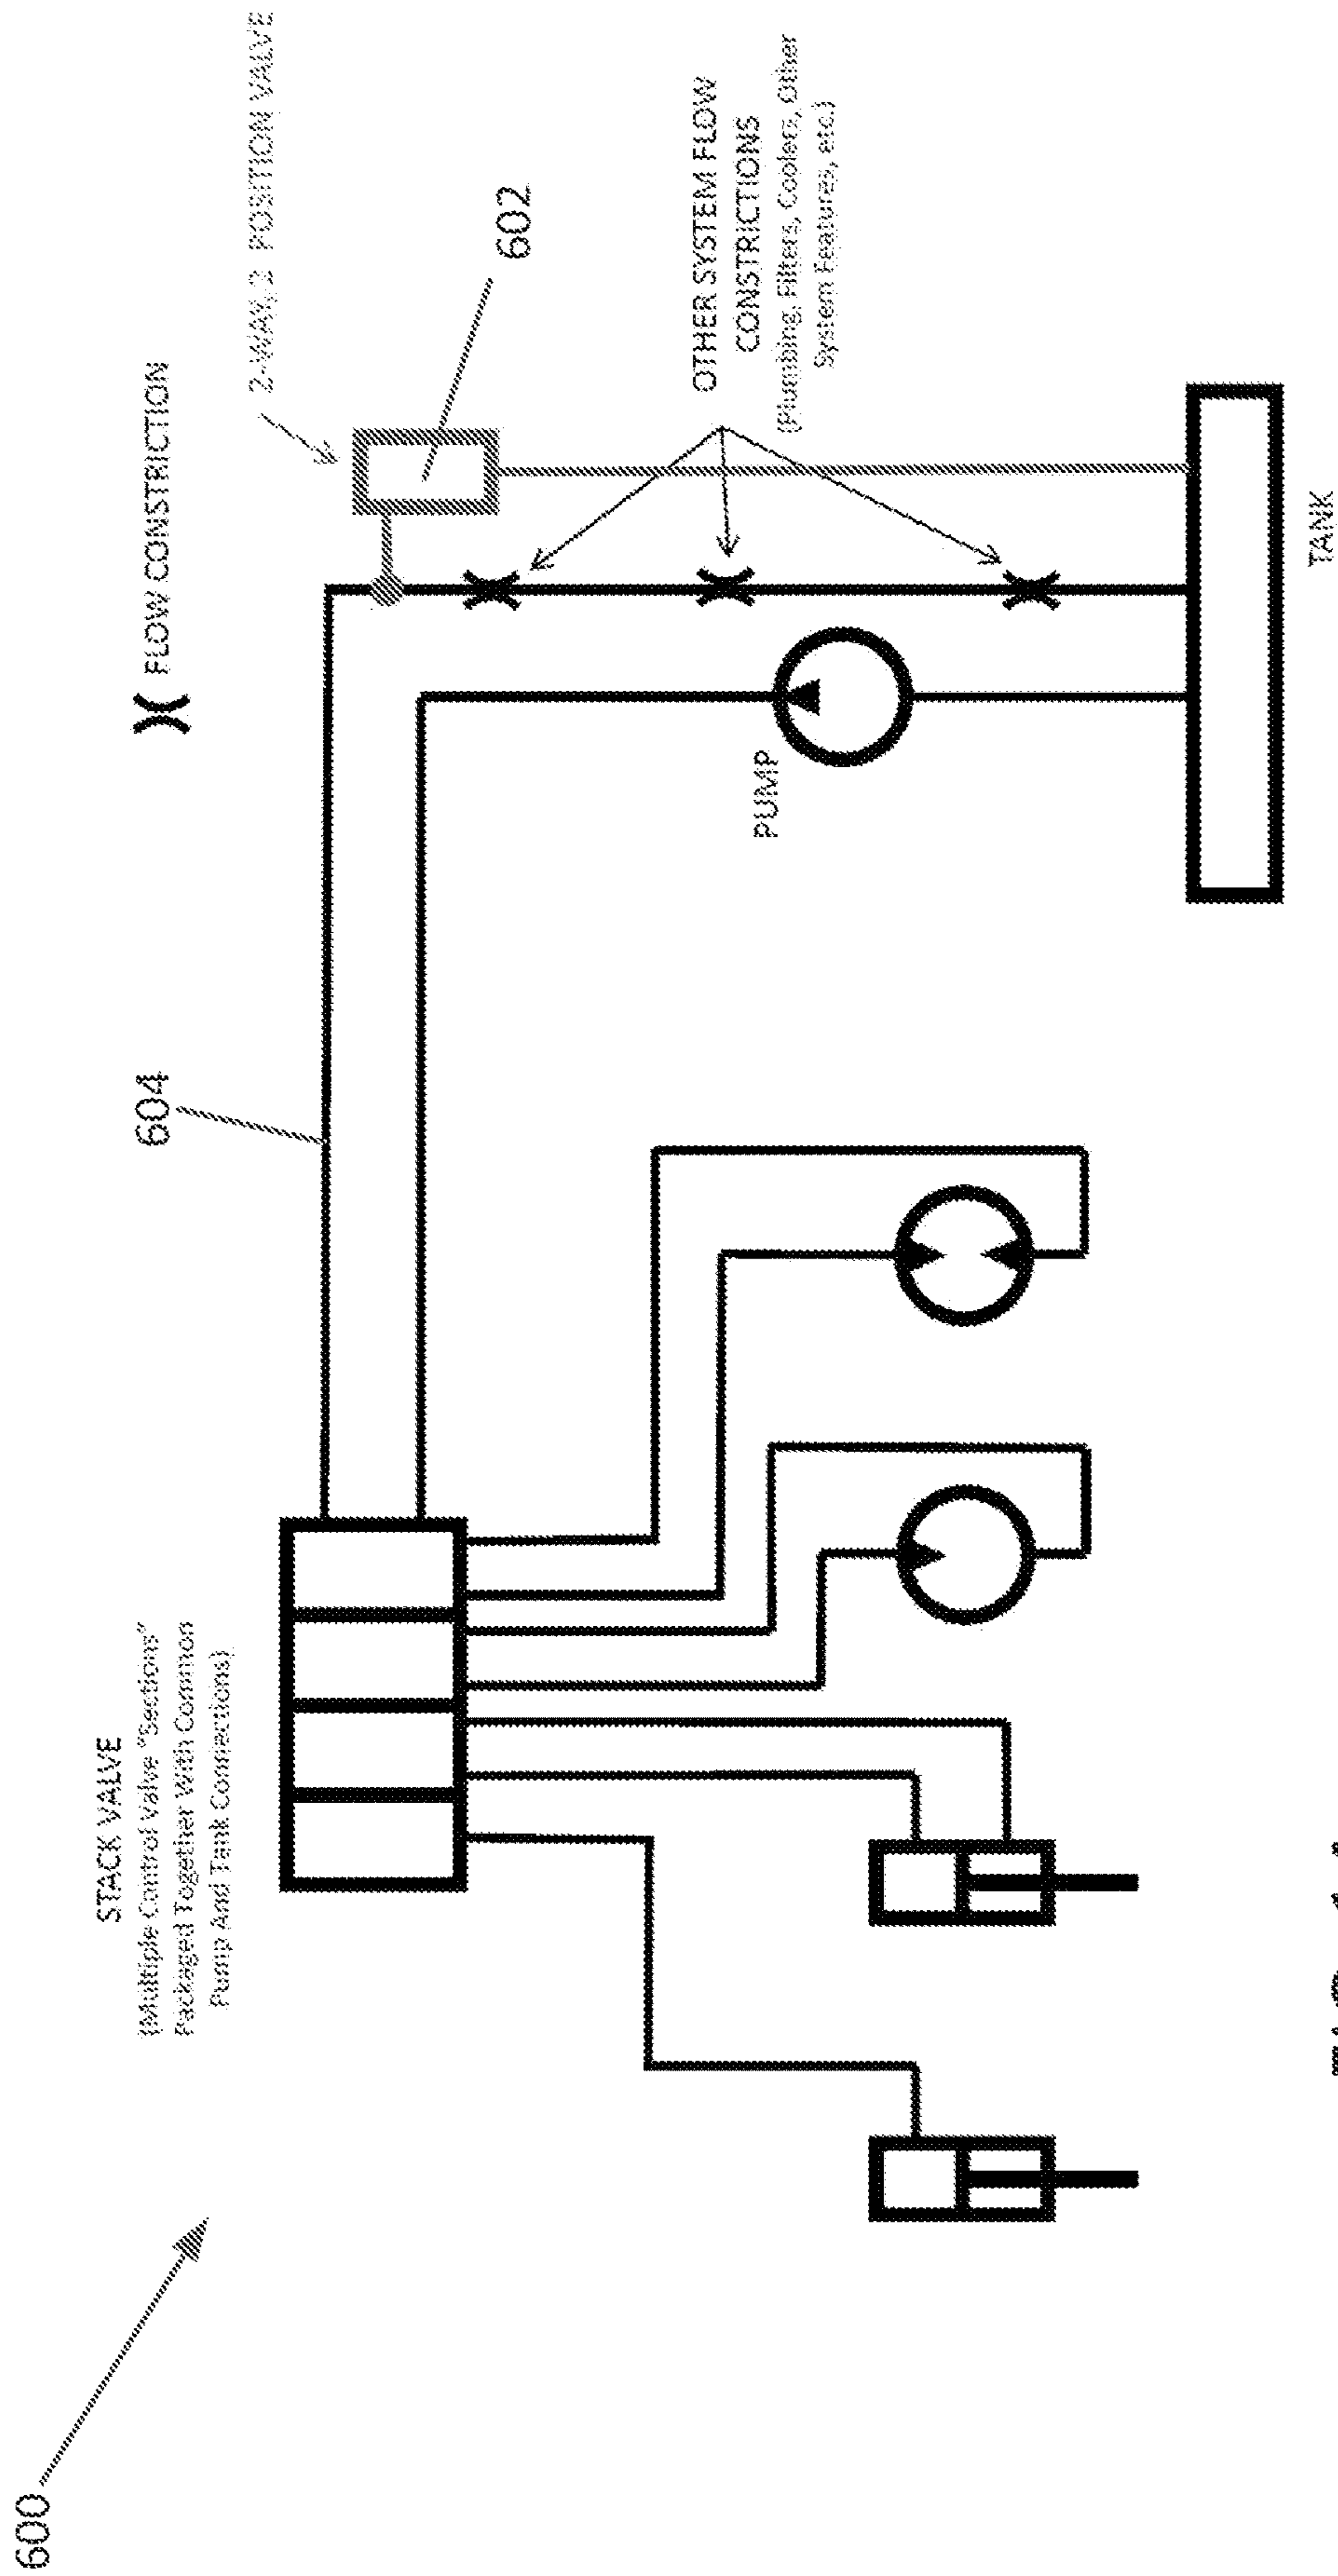 600
STACK VALVE
(Multiple Control Valve "Sections"
Packaged Together With Common
Pump And Tank Connections)
604
FLOW CONSTRICTION
2-WAY, 2 POSITION VALVE
602
OTHER SYSTEM FLOW
CONSTRICTIONS
(Plumbing, Filters, Coolers, Other
System Features, etc.)
PUMP
TANK